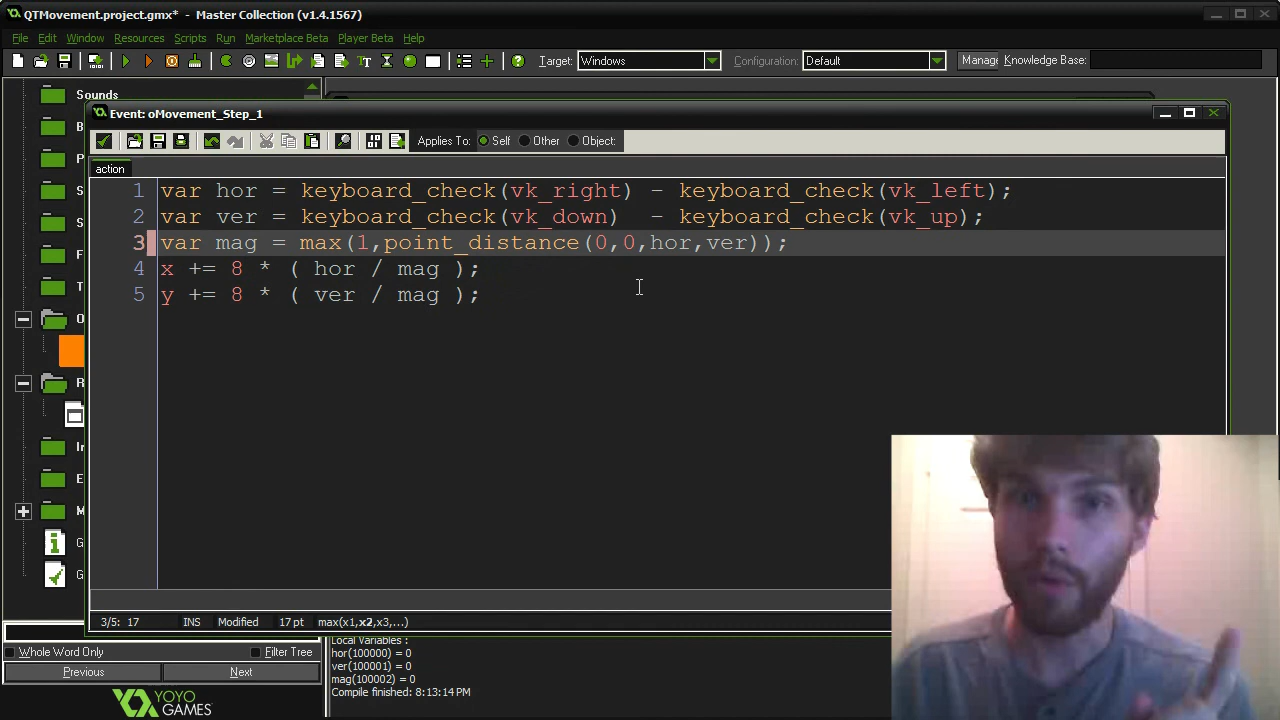 QTMovement.project.gmx* - Master Collection (v1.4.1567)
File Edit Window Resources Scripts Run Marketplace Beta Player Beta Help
Target: Windows Configuration: Default Manag Knowledge Base:
Sounds
B
P
S
S
F
T
O
R
In
E
M
G
G
Event: oMovement_Step_1
Applies To: Self Other Object:
action
1 var hor = keyboard_check(vk_right) - keyboard_check(vk_left);
2 var ver = keyboard_check(vk_down)  - keyboard_check(vk_up);
3 var mag = max(1,point_distance(0,0,hor,ver));
4 x += 8 * ( hor / mag );
5 y += 8 * ( ver / mag );
3/5: 17 INS Modified 17 pt max(x1,x2,x3,...)
Whole Word Only Filter Tree
Previous Next
YOYO
GAMES
Local Variables :
hor(100000) = 0
ver(100001) = 0
mag(100002) = 0
Compile finished: 8:13:14 PM